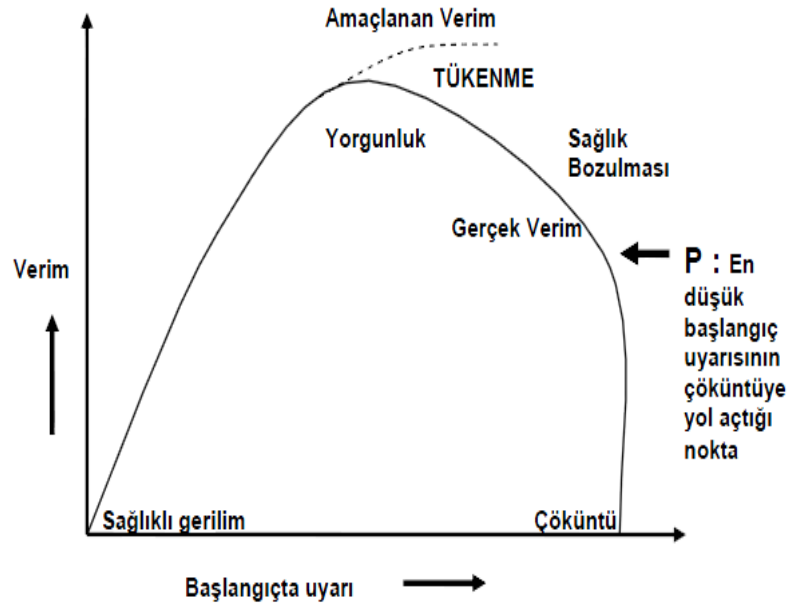 Amaçlanan Verim
TÜKENME
Yorgunluk
Sağlık
Bozulması
Gerçek Verim
Verim
P : En
düşük
başlangıç
uyarısının
çöküntüye
yol açtığı
nokta
Sağlıklı gerilim
Çöküntü
Başlangıçta uyarı